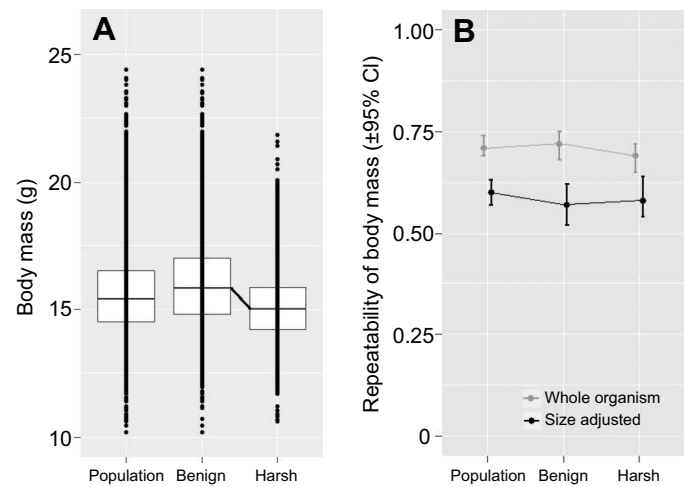 A
Body mass (g)
25
20
15
10
Population Benign Harsh
B
Repeatability of body mass (±95% CI)
1.00
0.75
0.50
0.25
0
Whole organism
Size adjusted
Population Benign Harsh